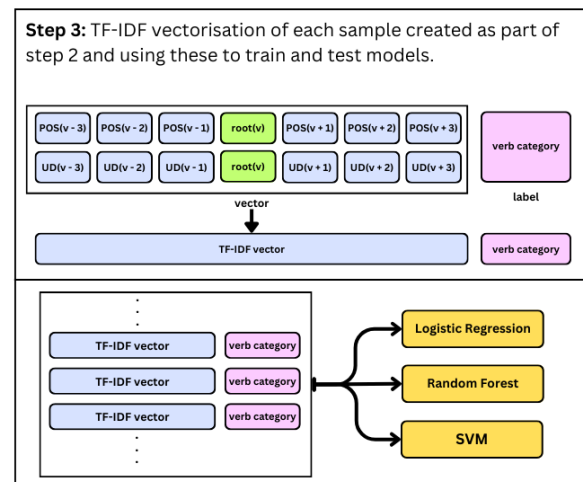 Step 3: TF-IDF vectorisation of each sample created as part of
step 2 and using these to train and test models.
POS(v - 3) POS(v - 2) POS(v - 1) root(v) POS(v + 1) POS(v + 2) POS(v + 3)
UD(v - 3) UD(v - 2) UD(v - 1) root(v) UD(v + 1) UD(v + 2) UD(v + 3)
verb category
label
vector
TF-IDF vector verb category
TF-IDF vector verb category
TF-IDF vector verb category
TF-IDF vector verb category
Logistic Regression
Random Forest
SVM